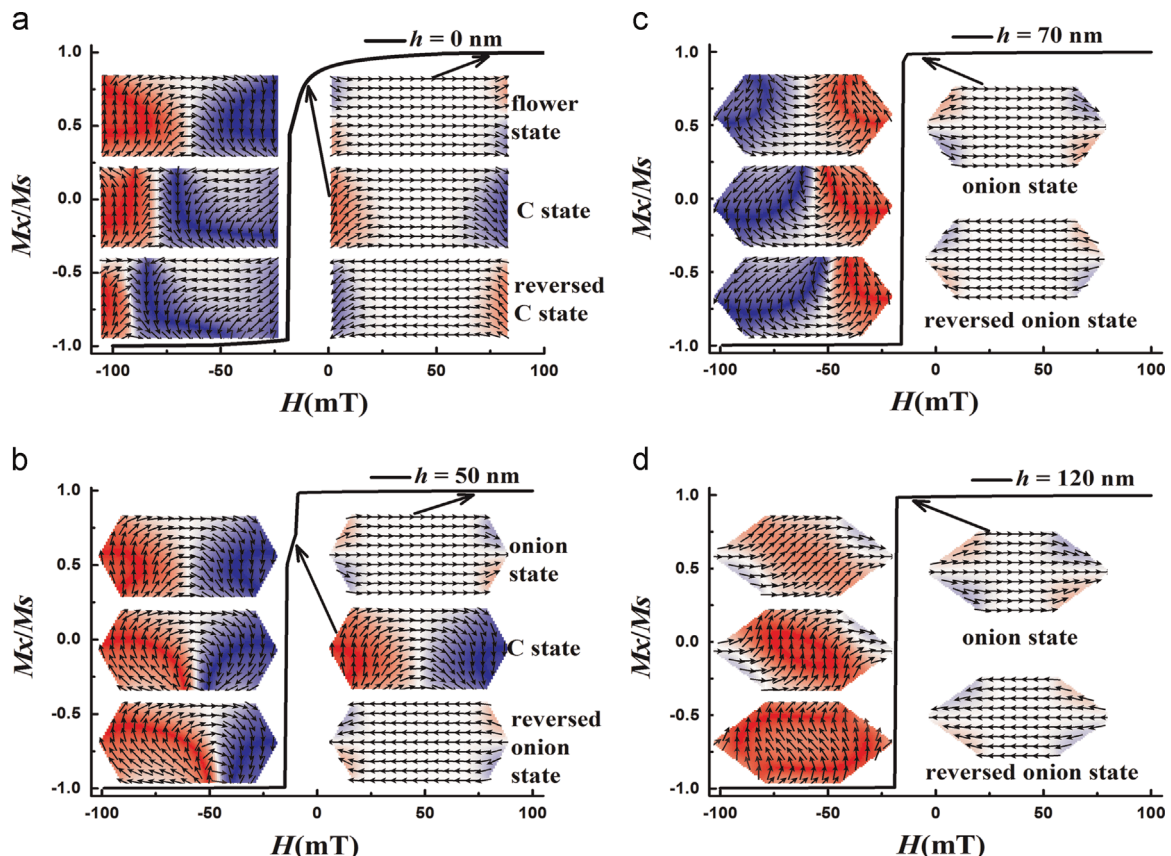 a
h = 0 nm
1.0
0.5
0.0
-0.5
-1.0
Mx/Ms
flower
state
C state
reversed
C state
-100 -50 0 50 100
H(mT)
b
h = 50 nm
1.0
0.5
0.0
-0.5
-1.0
Mx/Ms
onion
state
C state
reversed
onion
state
-100 -50 0 50 100
H(mT)
c
h = 70 nm
1.0
0.5
0.0
-0.5
-1.0
Mx/Ms
onion state
reversed onion state
-100 -50 0 50 100
H(mT)
d
h = 120 nm
1.0
0.5
0.0
-0.5
-1.0
Mx/Ms
onion state
reversed onion state
-100 -50 0 50 100
H(mT)